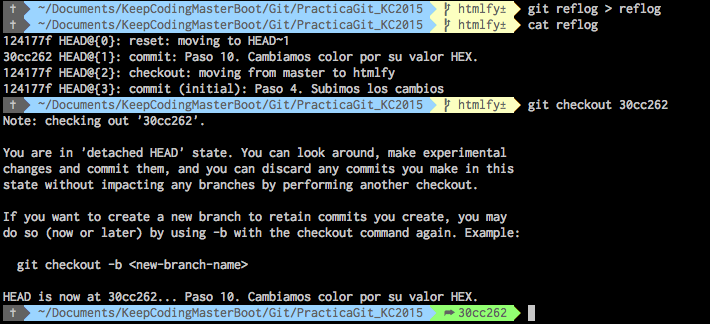 † ~/Documents/KeepCodingMasterBoot/Git/PracticaGit_KC2015 htmlfy± git reflog > reflog
† ~/Documents/KeepCodingMasterBoot/Git/PracticaGit_KC2015 htmlfy± cat reflog
124177f HEAD@{0}: reset: moving to HEAD~1
30cc262 HEAD@{1}: commit: Paso 10. Cambiamos color por su valor HEX.
124177f HEAD@{2}: checkout: moving from master to htmlfy
124177f HEAD@{3}: commit (initial): Paso 4. Subimos los cambios
† ~/Documents/KeepCodingMasterBoot/Git/PracticaGit_KC2015 htmlfy± git checkout 30cc262
Note: checking out '30cc262'.
You are in 'detached HEAD' state. You can look around, make experimental
changes and commit them, and you can discard any commits you make in this
state without impacting any branches by performing another checkout.
If you want to create a new branch to retain commits you create, you may
do so (now or later) by using -b with the checkout command again. Example:
git checkout -b <new-branch-name>
HEAD is now at 30cc262... Paso 10. Cambiamos color por su valor HEX.
† ~/Documents/KeepCodingMasterBoot/Git/PracticaGit_KC2015 ➦ 30cc262